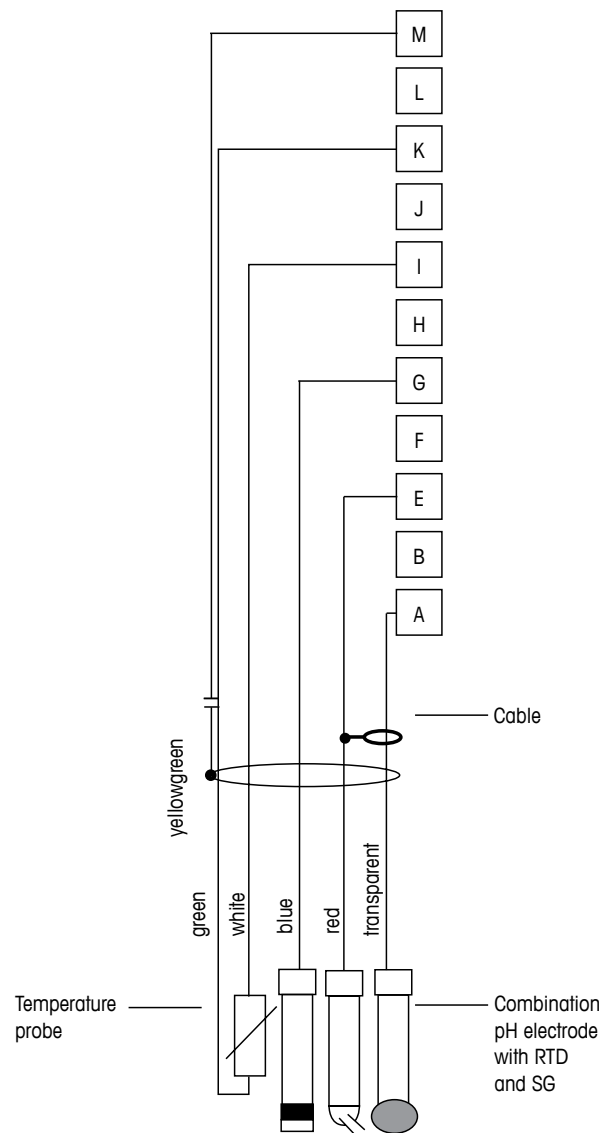 M
L
K
J
I
H
G
F
E
B
A
Cable
yellowgreen
green
white
blue
red
transparent
Temperature
probe
Combination
pH electrode
with RTD
and SG